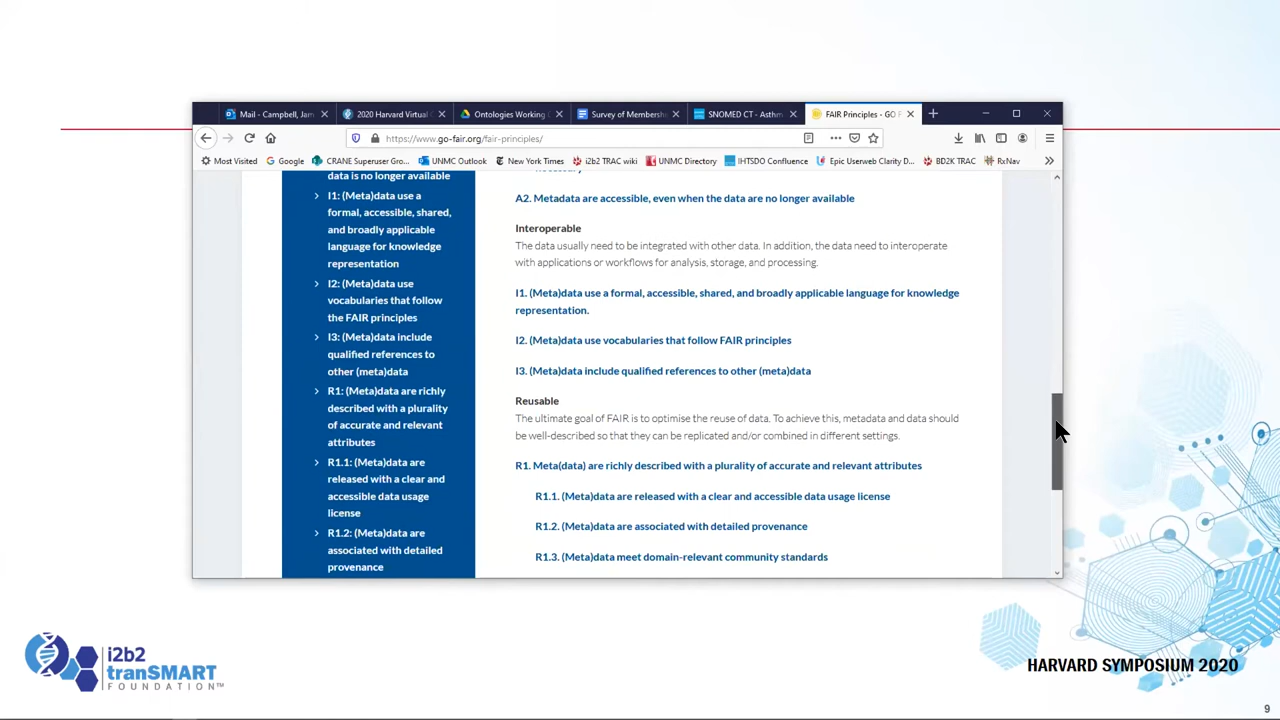 Mail - Campbell, Jam
2020 Harvard Virtual
Ontologies Working
Survey of Membersh
SNOMED CT - Asthm
FAIR Principles - GO F
https://www.go-fair.org/fair-principles/
Most Visited
Google
CRANE Superuser Gro...
UNMC Outlook
New York Times
i2b2 TRAC wiki
UNMC Directory
IHTSDO Confluence
Epic Userweb Clarity D...
BD2K TRAC
RxNav
data is no longer available
I1: (Meta)data use a
formal, accessible, shared,
and broadly applicable
language for knowledge
representation
I2: (Meta)data use
vocabularies that follow
the FAIR principles
I3: (Meta)data include
qualified references to
other (meta)data
R1: (Meta)data are richly
described with a plurality
of accurate and relevant
attributes
R1.1: (Meta)data are
released with a clear and
accessible data usage
license
R1.2: (Meta)data are
associated with detailed
provenance
necessary
A2. Metadata are accessible, even when the data are no longer available
Interoperable
The data usually need to be integrated with other data. In addition, the data need to interoperate
with applications or workflows for analysis, storage, and processing.
I1. (Meta)data use a formal, accessible, shared, and broadly applicable language for knowledge
representation.
I2. (Meta)data use vocabularies that follow FAIR principles
I3. (Meta)data include qualified references to other (meta)data
Reusable
The ultimate goal of FAIR is to optimise the reuse of data. To achieve this, metadata and data should
be well-described so that they can be replicated and/or combined in different settings.
R1. Meta(data) are richly described with a plurality of accurate and relevant attributes
R1.1. (Meta)data are released with a clear and accessible data usage license
R1.2. (Meta)data are associated with detailed provenance
R1.3. (Meta)data meet domain-relevant community standards
i2b2
tranSMART
FOUNDATION™
HARVARD SYMPOSIUM 2020
9